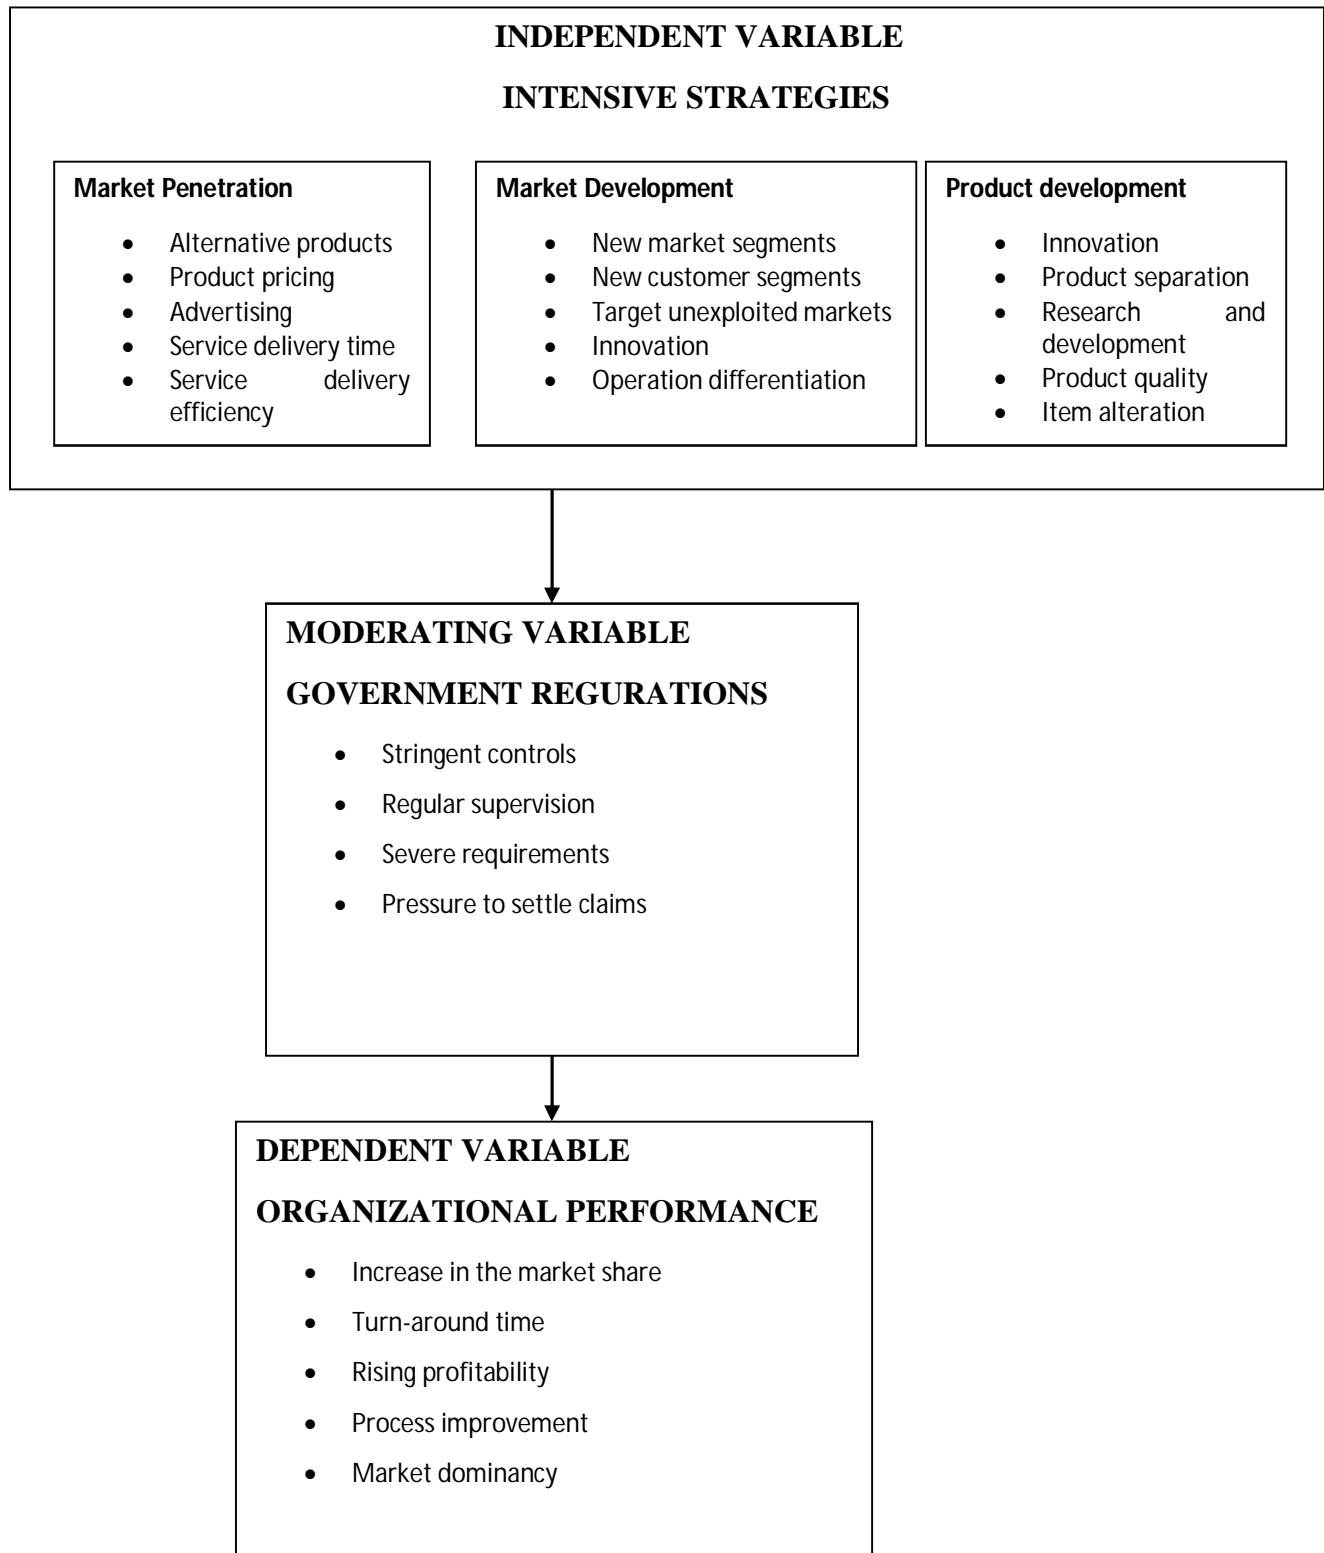 INDEPENDENT VARIABLE
INTENSIVE STRATEGIES
Market Penetration
• Alternative products
• Product pricing
• Advertising
• Service delivery time
• Service delivery
efficiency
Market Development
• New market segments
• New customer segments
• Target unexploited markets
• Innovation
• Operation differentiation
Product development
• Innovation
• Product separation
• Research and
development
• Product quality
• Item alteration
MODERATING VARIABLE
GOVERNMENT REGURATIONS
• Stringent controls
• Regular supervision
• Severe requirements
• Pressure to settle claims
DEPENDENT VARIABLE
ORGANIZATIONAL PERFORMANCE
• Increase in the market share
• Turn-around time
• Rising profitability
• Process improvement
• Market dominancy